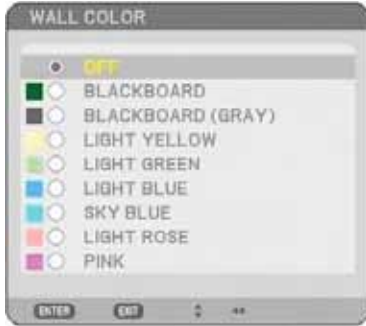 WALL COLOR
OFF
BLACKBOARD
BLACKBOARD (GRAY)
LIGHT YELLOW
LIGHT GREEN
LIGHT BLUE
SKY BLUE
LIGHT ROSE
PINK
ENTER EXIT